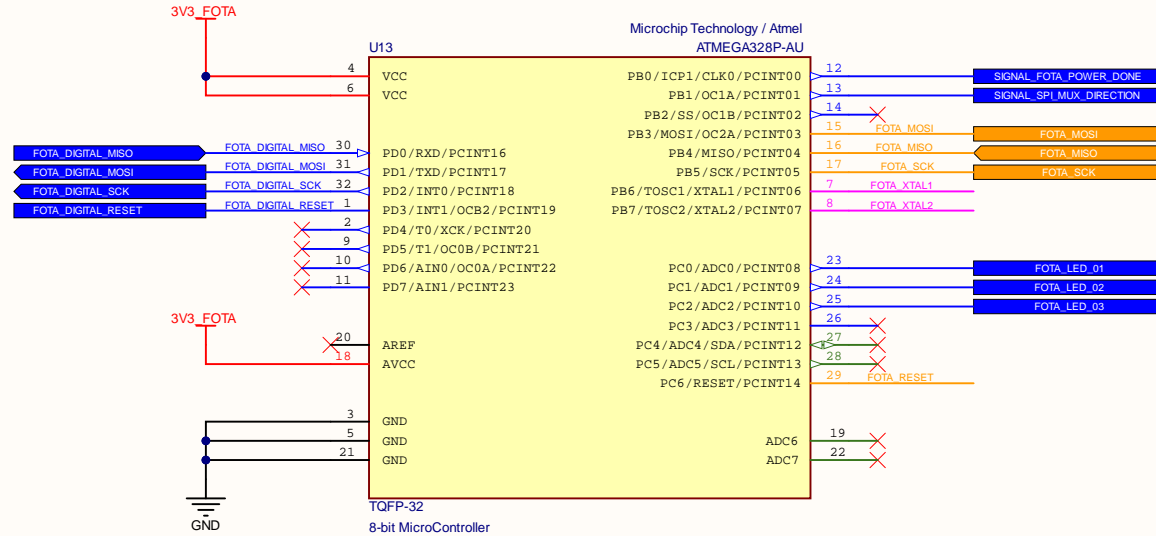 3V3_FOTA
Microchip Technology / Atmel
U13
ATMEGA328P-AU
4 VCC
6 VCC
FOTA_DIGITAL_MISO FOTA_DIGITAL_MISO 30 PD0/RXD/PCINT16
FOTA_DIGITAL_MOSI FOTA_DIGITAL_MOSI 31 PD1/TXD/PCINT17
FOTA_DIGITAL_SCK FOTA_DIGITAL_SCK 32 PD2/INT0/PCINT18
FOTA_DIGITAL_RESET FOTA_DIGITAL_RESET 1 PD3/INT1/OCB2/PCINT19
2 PD4/T0/XCK/PCINT20
9 PD5/T1/OC0B/PCINT21
10 PD6/AIN0/OC0A/PCINT22
11 PD7/AIN1/PCINT23
3V3_FOTA
20 AREF
18 AVCC
3 GND
5 GND
21 GND
GND
PB0/ICP1/CLK0/PCINT00 12 SIGNAL_FOTA_POWER_DONE
PB1/OC1A/PCINT01 13 SIGNAL_SPI_MUX_DIRECTION
PB2/SS/OC1B/PCINT02 14
PB3/MOSI/OC2A/PCINT03 15 FOTA_MOSI FOTA_MOSI
PB4/MISO/PCINT04 16 FOTA_MISO FOTA_MISO
PB5/SCK/PCINT05 17 FOTA_SCK FOTA_SCK
PB6/TOSC1/XTAL1/PCINT06 7 FOTA_XTAL1
PB7/TOSC2/XTAL2/PCINT07 8 FOTA_XTAL2
PC0/ADC0/PCINT08 23 FOTA_LED_01
PC1/ADC1/PCINT09 24 FOTA_LED_02
PC2/ADC2/PCINT10 25 FOTA_LED_03
PC3/ADC3/PCINT11 26
PC4/ADC4/SDA/PCINT12 27
PC5/ADC5/SCL/PCINT13 28
PC6/RESET/PCINT14 29 FOTA_RESET
ADC6 19
ADC7 22
TQFP-32
8-bit MicroController